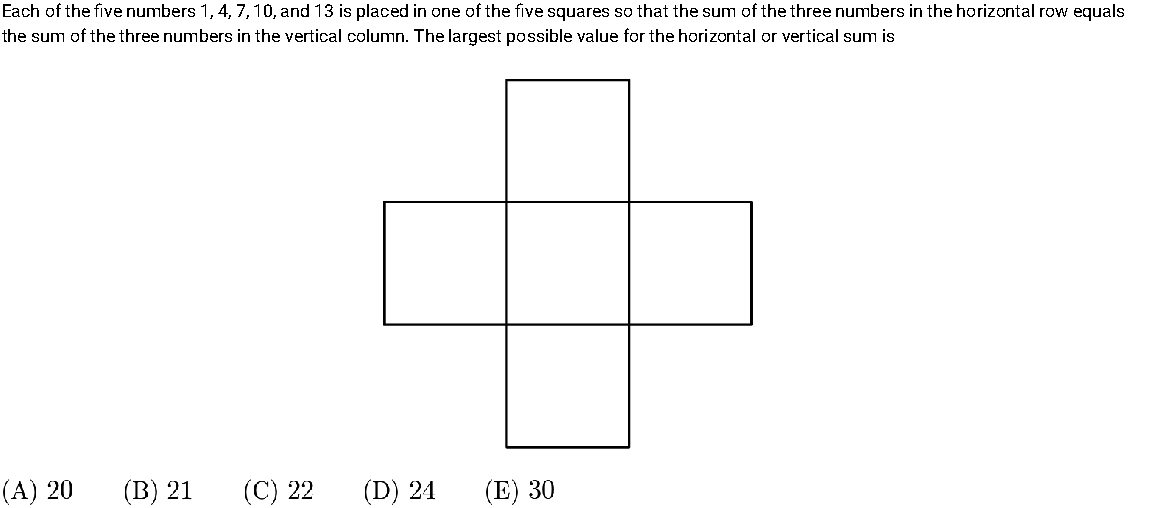 Each of the five numbers 1, 4, 7, 10, and 13 is placed in one of the five squares so that the sum of the three numbers in the horizontal row equals
the sum of the three numbers in the vertical column. The largest possible value for the horizontal or vertical sum is
(A) 20 (B) 21 (C) 22 (D) 24 (E) 30